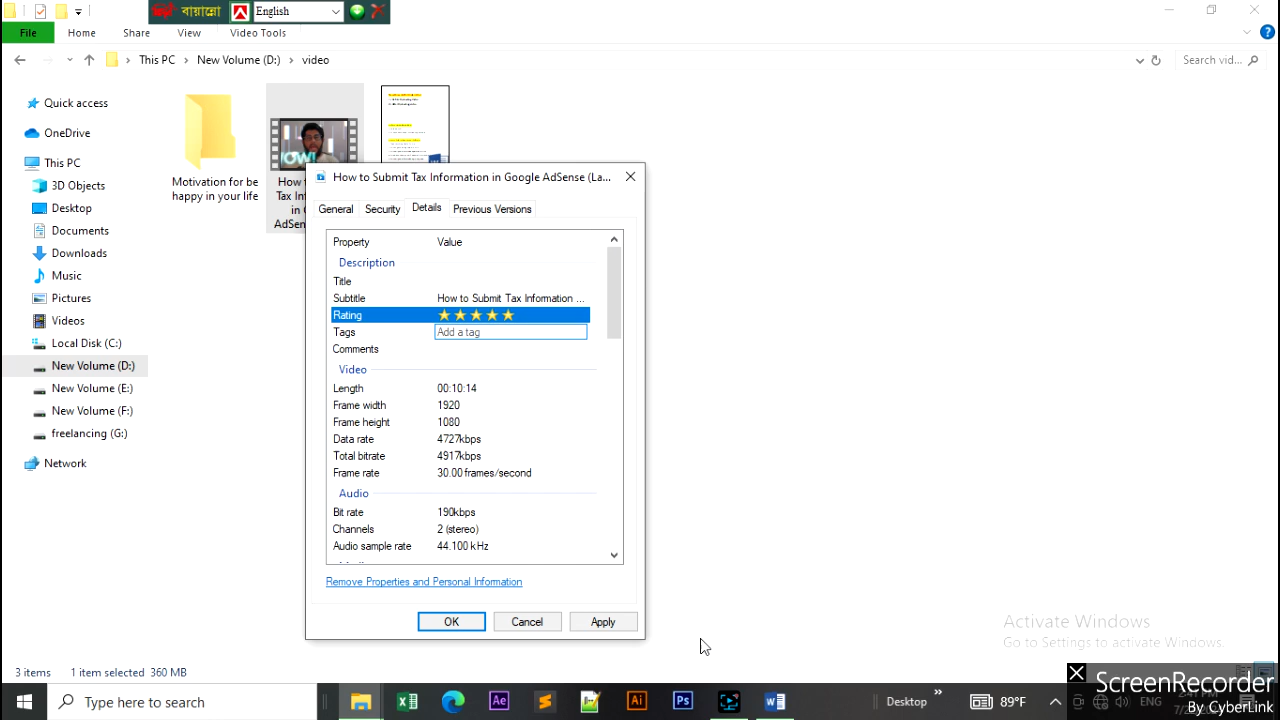 বায়ান্নো
English
File
Home
Share
View
Video Tools
This PC
New Volume (D:)
video
Search vid...
Quick access
OneDrive
This PC
3D Objects
Desktop
Documents
Downloads
Music
Pictures
Videos
Local Disk (C:)
New Volume (D:)
New Volume (E:)
New Volume (F:)
freelancing (G:)
Network
Motivation for be
happy in your life
How to Submit Tax Information in Google AdSense (La...
General
Security
Details
Previous Versions
Property Value
Description
Title
Subtitle How to Submit Tax Information ...
Rating
Tags Add a tag
Comments
Video
Length 00:10:14
Frame width 1920
Frame height 1080
Data rate 4727kbps
Total bitrate 4917kbps
Frame rate 30.00 frames/second
Audio
Bit rate 190kbps
Channels 2 (stereo)
Audio sample rate 44.100 kHz
Remove Properties and Personal Information
OK
Cancel
Apply
Activate Windows
Go to Settings to activate Windows.
3 items
1 item selected 360 MB
Type here to search
Ae
Ai
Ps
Desktop
89°F
ENG
ScreenRecorder
By CyberLink